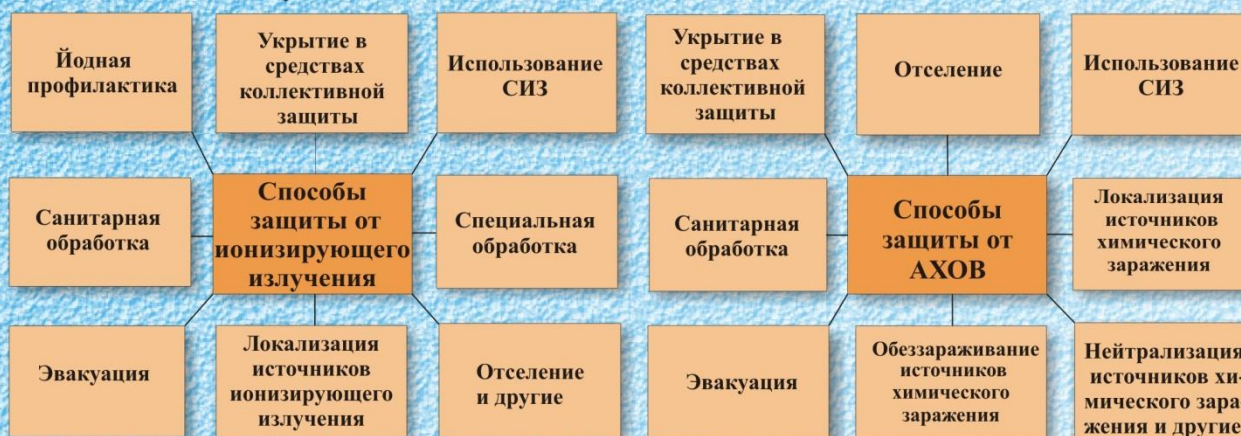 Йодная
профилактика
Укрытие в
средствах
коллективной
защиты
Использование
СИЗ
Санитарная
обработка
Способы
защиты от
ионизирующего
излучения
Специальная
обработка
Эвакуация
Локализация
источников
ионизирующего
излучения
Отселение
и другие
Укрытие в
средствах
коллективной
защиты
Отселение
Использование
СИЗ
Санитарная
обработка
Способы
защиты от
АХОВ
Локализация
источников
химического
заражения
Эвакуация
Обеззараживание
источников
химического
заражения
Нейтрализация
источников хи-
мического зара-
жения и другие